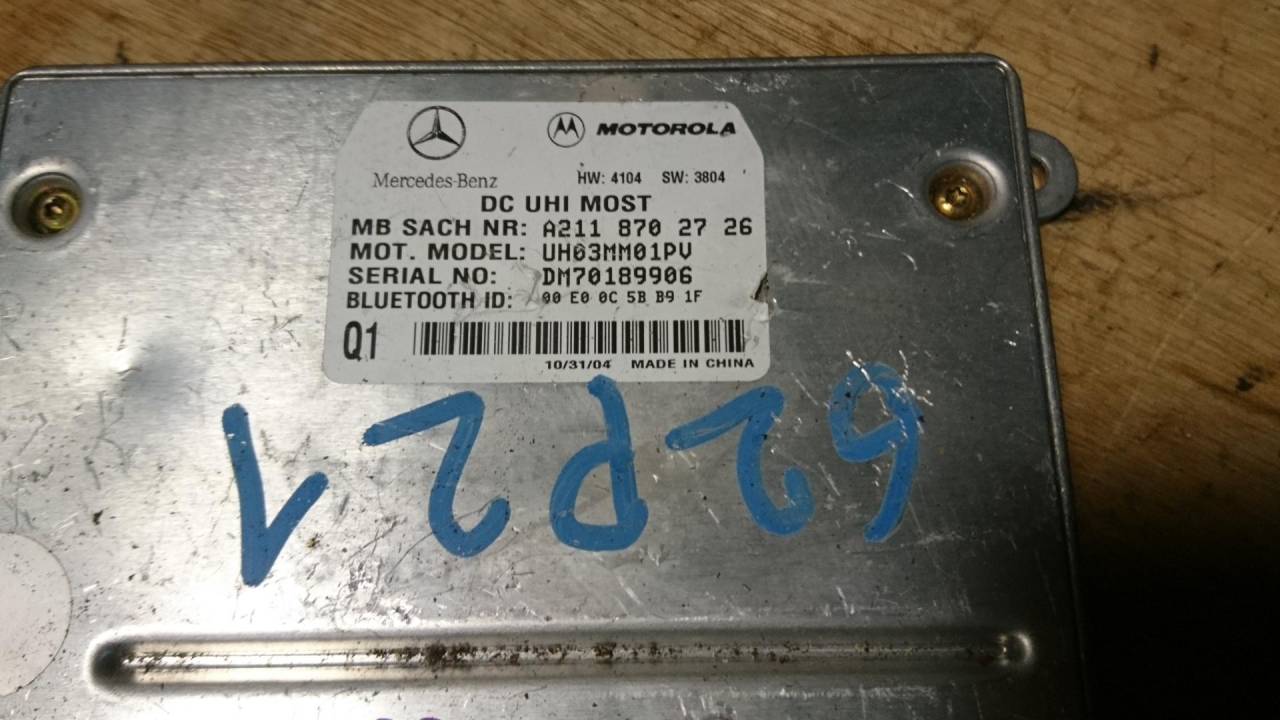 MOTOROLA
Mercedes-Benz HW: 4104 SW: 3804
DC UHI MOST
MB SACH NR: A211 870 2 7 26
MOT. MODEL: UH03MM01PV
SERIAL NO: DM70189906
BLUETOOTH ID: 00 E0 0C 5B B9 1F
Q1
10/31/04 MADE IN CHINA
62P21